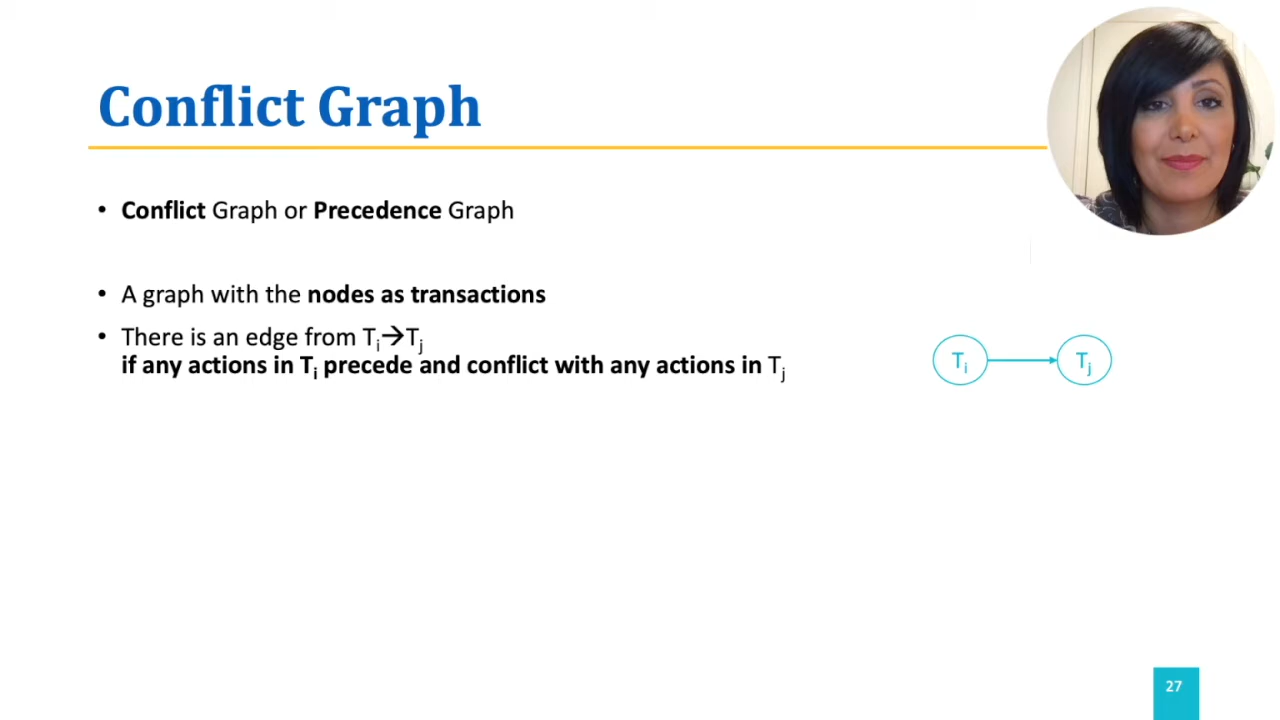 Conflict Graph
• Conflict Graph or Precedence Graph
• A graph with the nodes as transactions
• There is an edge from Ti→Tj
if any actions in Ti precede and conflict with any actions in Tj
Ti Tj
27